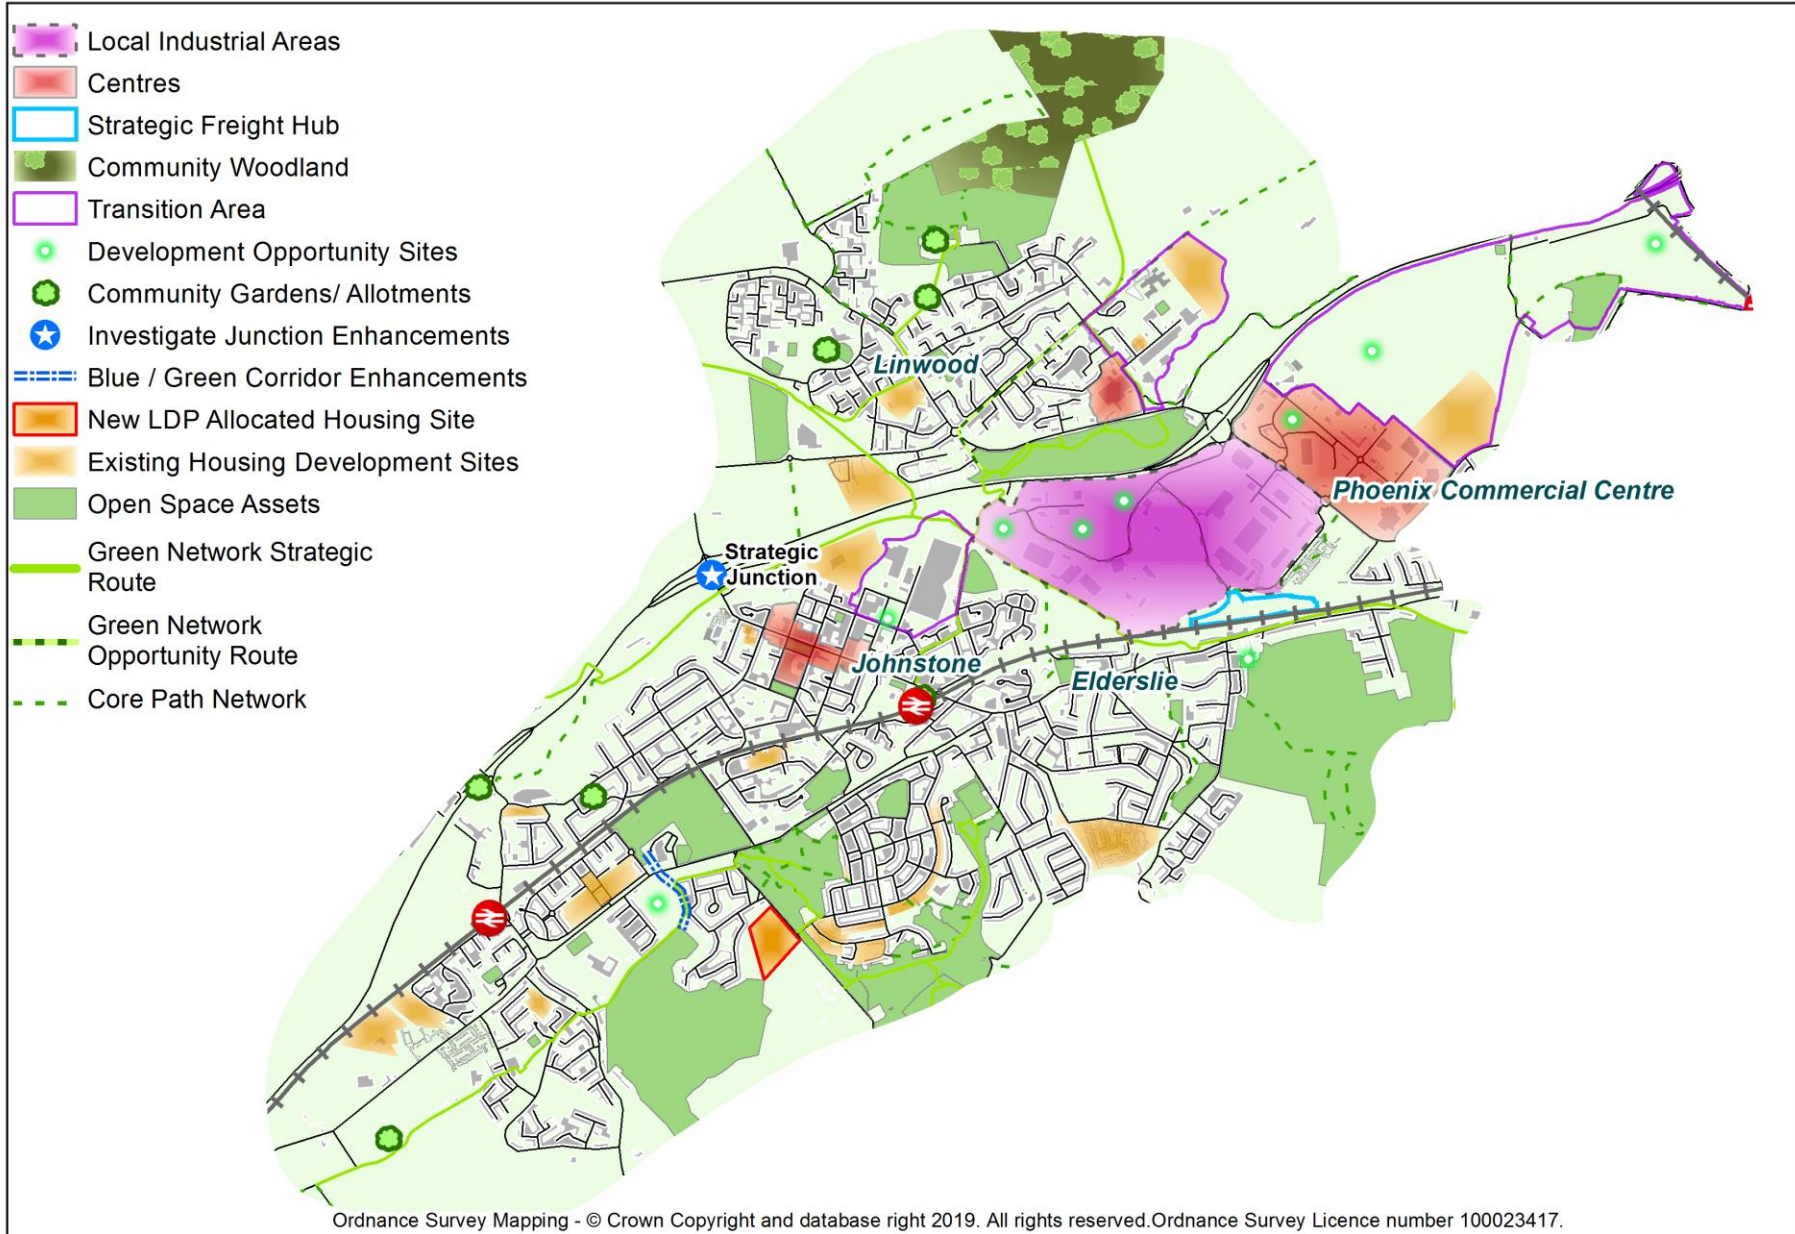 Local Industrial Areas
Centres
Strategic Freight Hub
Community Woodland
Transition Area
Development Opportunity Sites
Community Gardens/ Allotments
Investigate Junction Enhancements
Blue / Green Corridor Enhancements
New LDP Allocated Housing Site
Existing Housing Development Sites
Open Space Assets
Green Network Strategic
Route
Green Network
Opportunity Route
Core Path Network
Linwood
Phoenix Commercial Centre
Strategic
Junction
Johnstone
Elderslie
Ordnance Survey Mapping - © Crown Copyright and database right 2019. All rights reserved.Ordnance Survey Licence number 100023417.